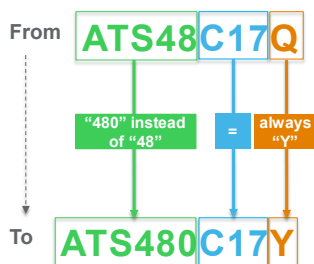 From ATS48C17Q
“480” instead
of “48”
=
always
“Y”
To ATS480C17Y